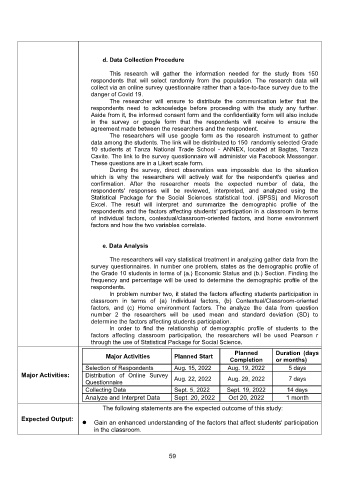 d. Data Collection Procedure
This research will gather the information needed for the study from 150
respondents that will select randomly from the population. The research data will
collect via an online survey questionnaire rather than a face-to-face survey due to the
danger of Covid 19.
The researcher will ensure to distribute the communication letter that the
respondents need to acknowledge before proceeding with the study any further.
Aside from it, the informed consent form and the confidentiality form will also include
in the survey or google form that the respondents will receive to ensure the
agreement made between the researchers and the respondent.
The researchers will use google form as the research instrument to gather
data among the students. The link will be distributed to 150 randomly selected Grade
10 students at Tanza National Trade School - ANNEX, located at Bagtas, Tanza
Cavite. The link to the survey questionnaire will administer via Facebook Messenger.
These questions are in a Likert scale form.
During the survey, direct observation was impossible due to the situation
which is why the researchers will actively wait for the respondent's queries and
confirmation. After the researcher meets the expected number of data, the
respondents' responses will be reviewed, interpreted, and analyzed using the
Statistical Package for the Social Sciences statistical tool. (SPSS) and Microsoft
Excel. The result will interpret and summarize the demographic profile of the
respondents and the factors affecting students' participation in a classroom in terms
of individual factors, contextual/classroom-oriented factors, and home environment
factors and how the two variables correlate.
e. Data Analysis
The researchers will vary statistical treatment in analyzing gather data from the
survey questionnaires. In number one problem, states as the demographic profile of
the Grade 10 students in terms of (a.) Economic Status and (b.) Section. Finding the
frequency and percentage will be used to determine the demographic profile of the
respondents.
In problem number two, it stated the factors affecting students participation in
classroom in terms of (a) Individual factors, (b) Contextual/Classroom-oriented
factors, and (c) Home environment factors. The analyze the data from question
number 2 the researchers will be used mean and standard deviation (SD) to
determine the factors affecting students participation.
In order to find the relationship of demographic profile of students to the
factors affecting classroom participation, the researchers will be used Pearson r
through the use of Statistical Package for Social Science.
Major Activities:
Major Activities Planned Start Planned Completion Duration (days or months)
Selection of Respondents Aug. 15, 2022 Aug. 19, 2022 5 days
Distribution of Online Survey Questionnaire Aug. 22, 2022 Aug. 29, 2022 7 days
Collecting Data Sept. 5, 2022 Sept. 19, 2022 14 days
Analyze and Interpret Data Sept. 20, 2022 Oct 20, 2022 1 month
Expected Output:
The following statements are the expected outcome of this study:
● Gain an enhanced understanding of the factors that affect students' participation
in the classroom.
59